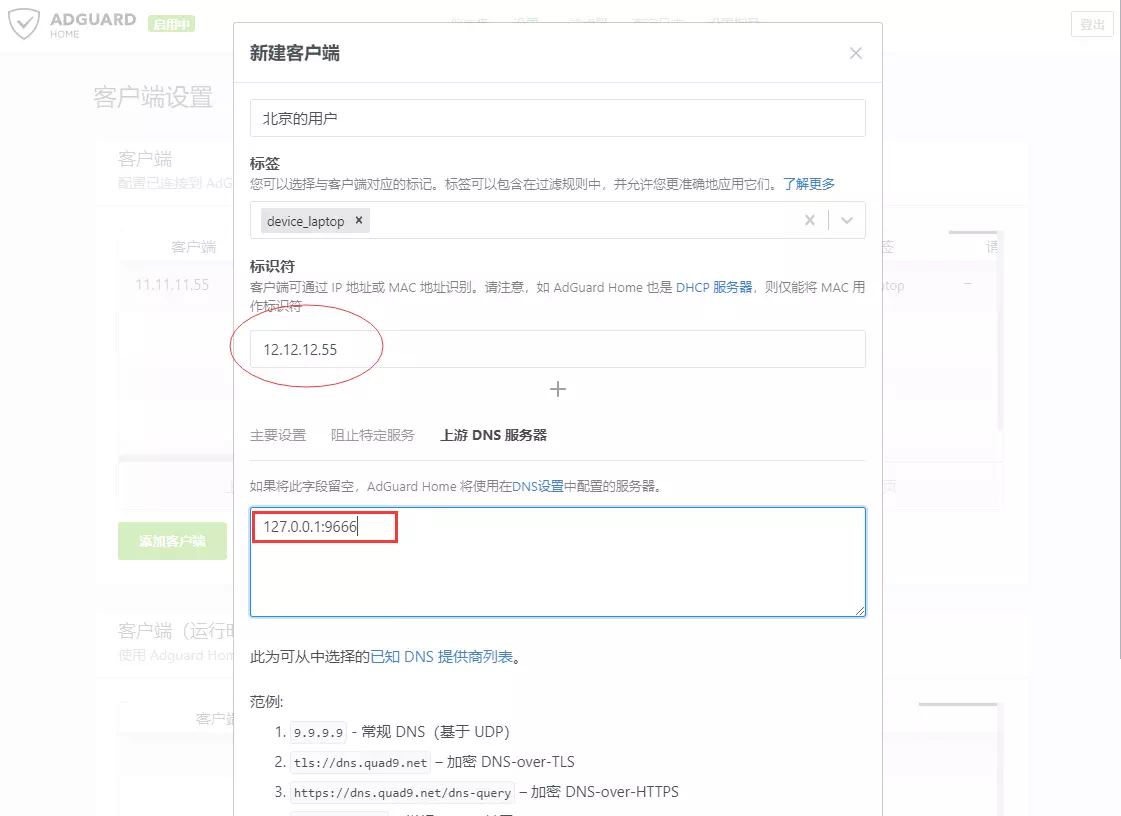 ADGUARD
HOME
启用中
登出
新建客户端
客户端设置
北京的用户
客户端
配置已连接到 AdG
标签
您可以选择与客户端对应的标记。标签可以包含在过滤规则中，并允许您更准确地应用它们。了解更多
device_laptop
客户端
签
请
标识符
11.11.11.55
客户端可通过 IP 地址或 MAC 地址识别。请注意，如 AdGuard Home 也是 DHCP 服务器，则仅能将 MAC 用
作标识符
12.12.12.55
主要设置 阻止特定服务 上游 DNS 服务器
如果将此字段留空，AdGuard Home 将使用在DNS设置中配置的服务器。
127.0.0.1:9666
添加客户端
客户端（运行时
此为可从中选择的已知 DNS 提供商列表。
使用 Adguard Hom
范例:
1. 9.9.9.9 - 常规 DNS（基于 UDP）
2. tls://dns.quad9.net – 加密 DNS-over-TLS
3. https://dns.quad9.net/dns-query – 加密 DNS-over-HTTPS